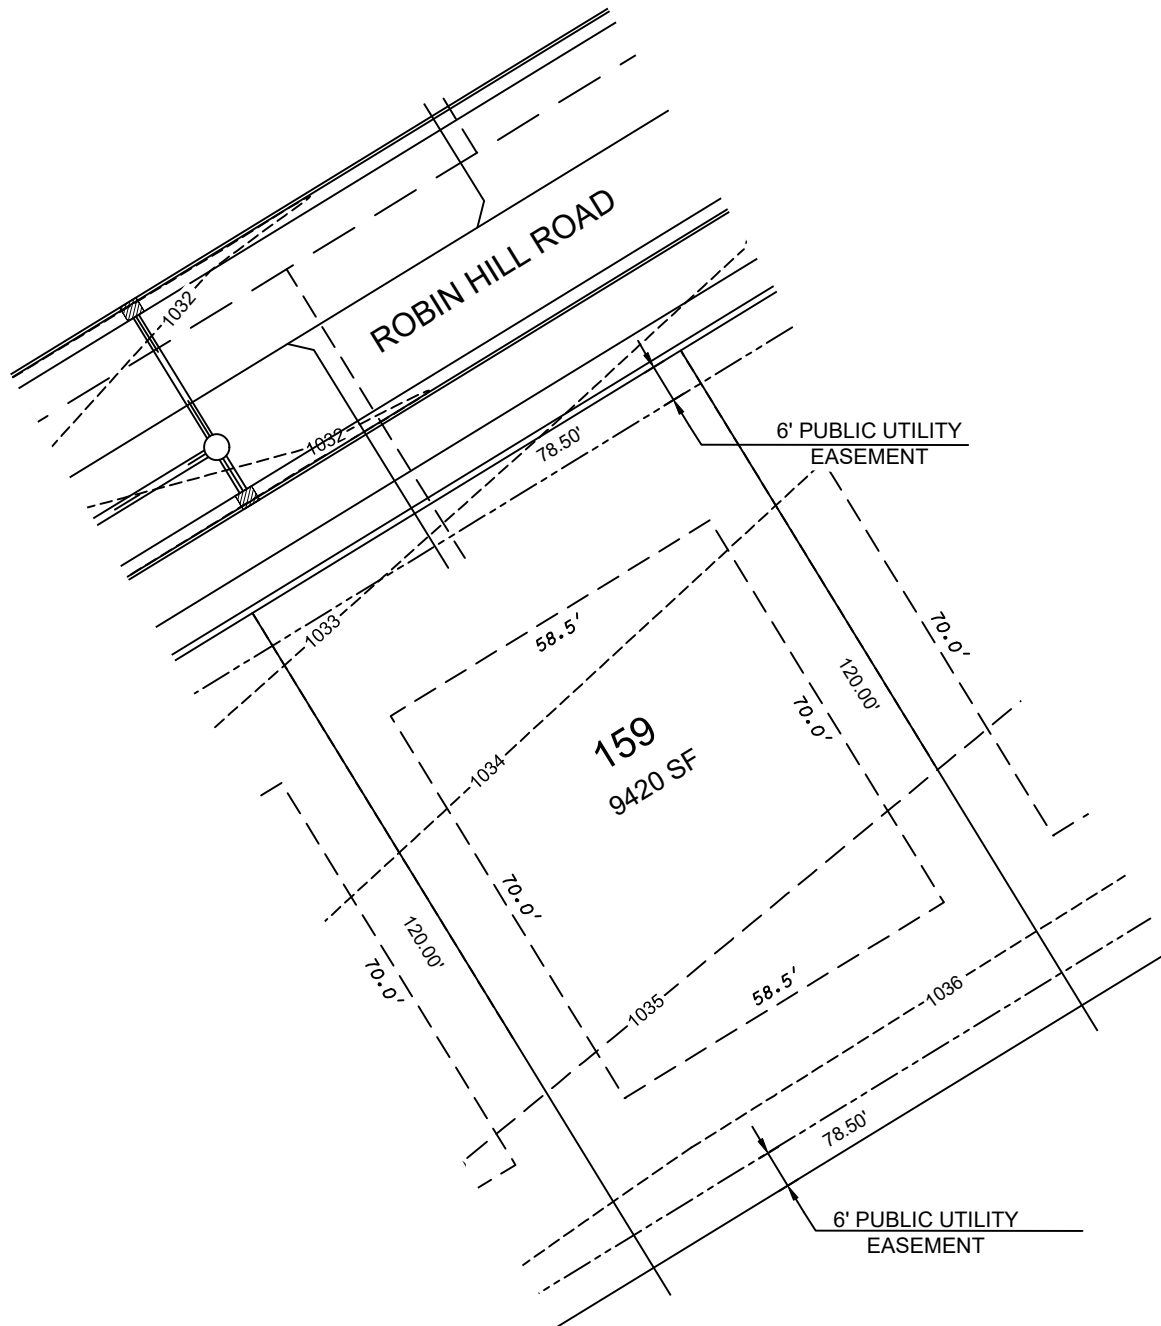 ROBIN HILL ROAD
1032
1032
78.50'
6' PUBLIC UTILITY
EASEMENT
1033
58.5'
70.0'
120.00'
70.0'
159
9420 SF
1034
70.0'
120.00'
70.0'
58.5'
1035
1036
78.50'
6' PUBLIC UTILITY
EASEMENT